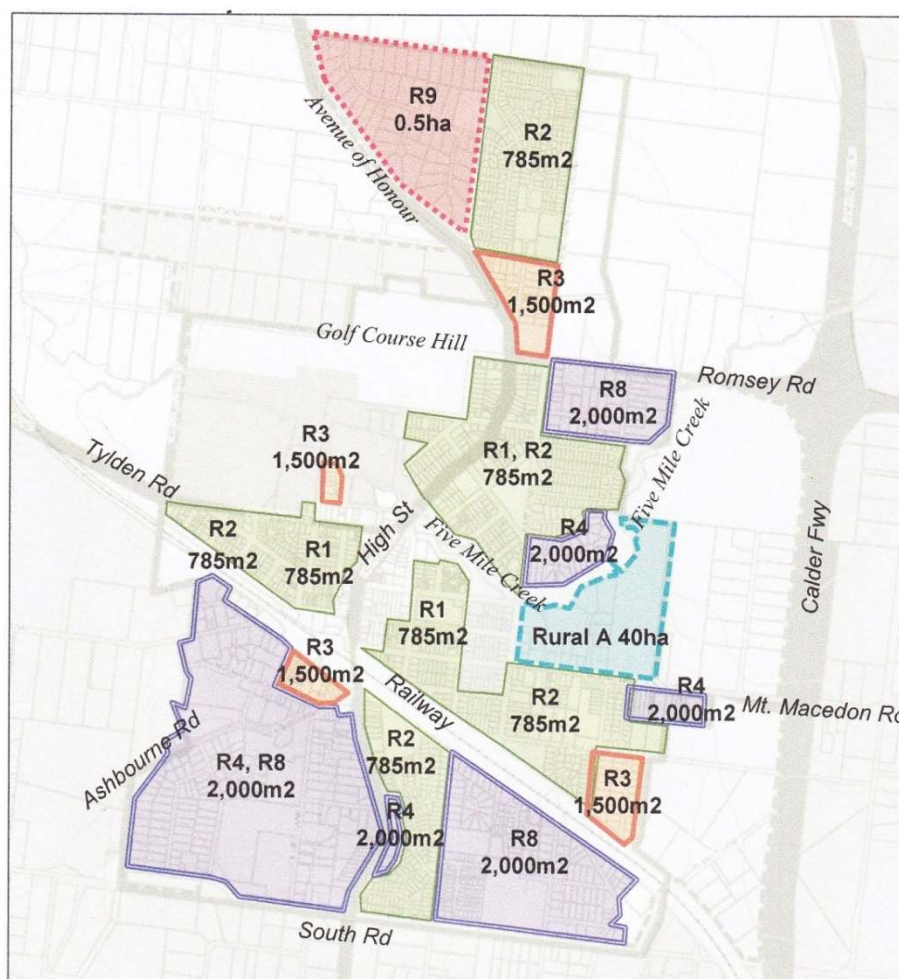 R9
0.5ha
R2
785m2
Avenue of Honour
R3
1,500m2
Golf Course Hill
Romsey Rd
R8
2,000m2
R3
1,500m2
R1, R2
785m2
Five Mile Creek
Tylden Rd
High St
R4
2,000m2
R2
785m2
R1
785m2
Five Mile Creek
Calder Fwy
R1
785m2
Rural A 40ha
R3
1,500m2
Railway
R2
785m2
R4
2,000m2
Mt. Macedon Ro
Ashbourne Rd
R4, R8
2,000m2
R2
785m2
R3
1,500m2
R4
2,000m2
R8
2,000m2
South Rd